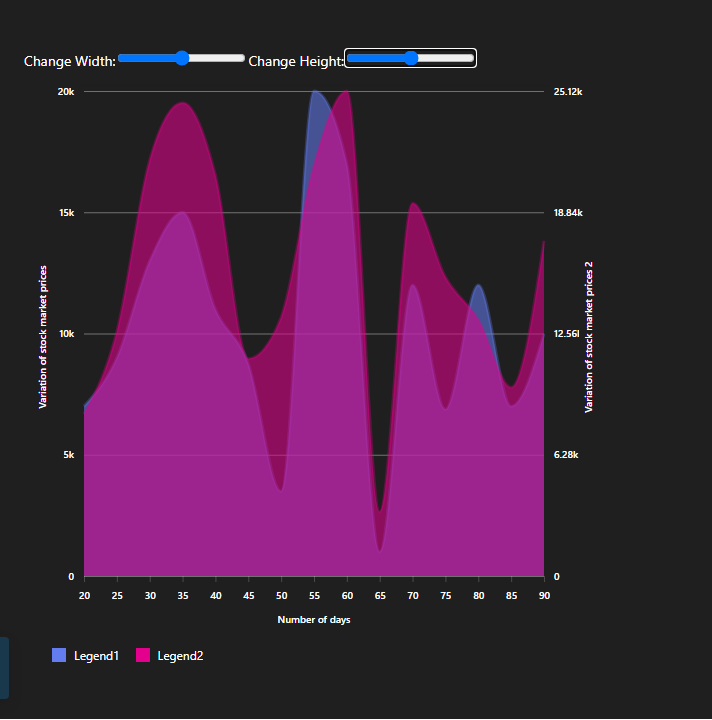 Change Width: Change Height:
20k 25.12k
15k 18.84k
Variation of stock market prices
Variation of stock market prices 2
10k 12.56l
5k 6.28k
0 0
20 25 30 35 40 45 50 55 60 65 70 75 80 85 90
Number of days
Legend1 Legend2